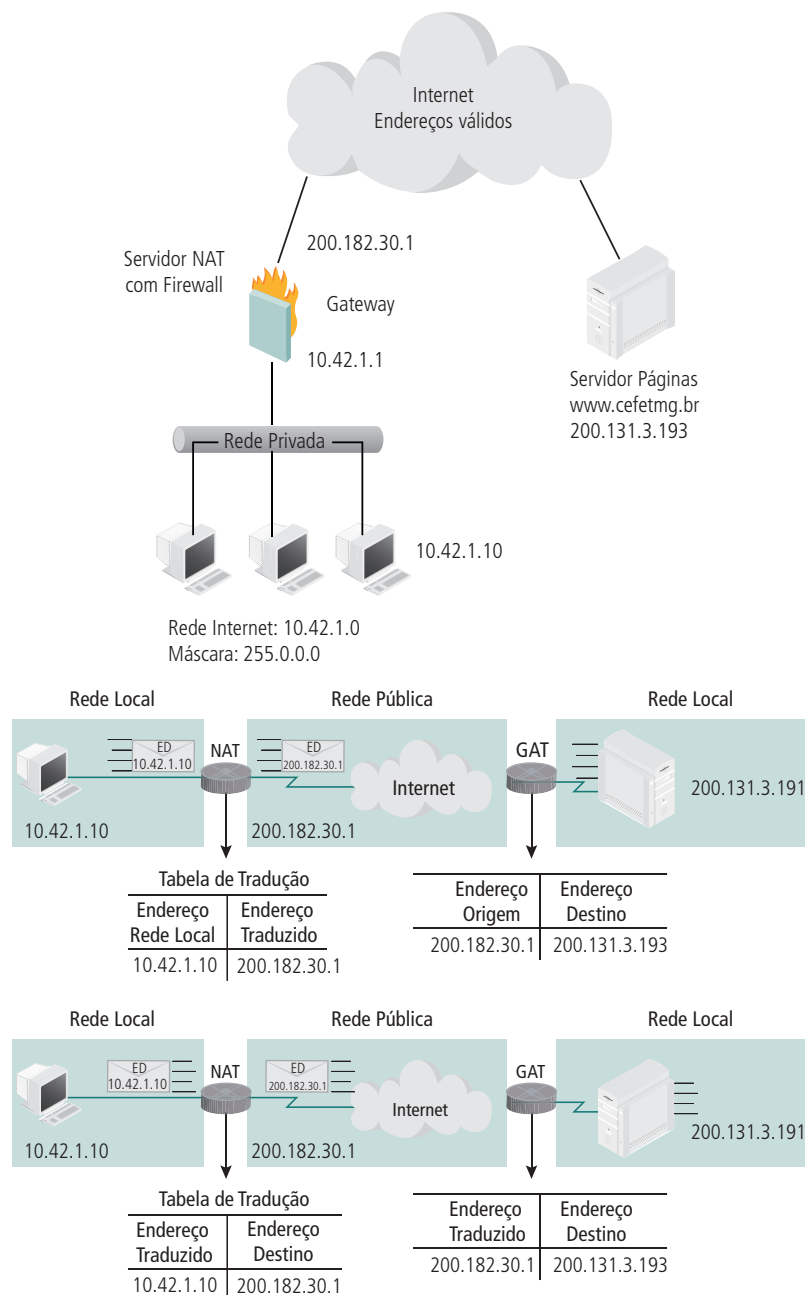 Internet
Endereços válidos
200.182.30.1
Servidor NAT
com Firewall
Gateway
10.42.1.1
Servidor Páginas
www.cefetmg.br
200.131.3.193
Rede Privada
10.42.1.10
Rede Internet: 10.42.1.0
Máscara: 255.0.0.0
Rede Local
Rede Pública
Rede Local
ED
10.42.1.10
NAT
ED
200.182.30.1
Internet
GAT
200.131.3.191
10.42.1.10
200.182.30.1
Tabela de Tradução
Endereço
Rede Local
Endereço
Traduzido
10.42.1.10
200.182.30.1
Endereço
Origem
Endereço
Destino
200.182.30.1
200.131.3.193
Rede Local
Rede Pública
Rede Local
ED
10.42.1.10
NAT
ED
200.182.30.1
Internet
GAT
200.131.3.191
10.42.1.10
200.182.30.1
Tabela de Tradução
Endereço
Traduzido
Endereço
Destino
10.42.1.10
200.182.30.1
Endereço
Traduzido
Endereço
Destino
200.182.30.1
200.131.3.193